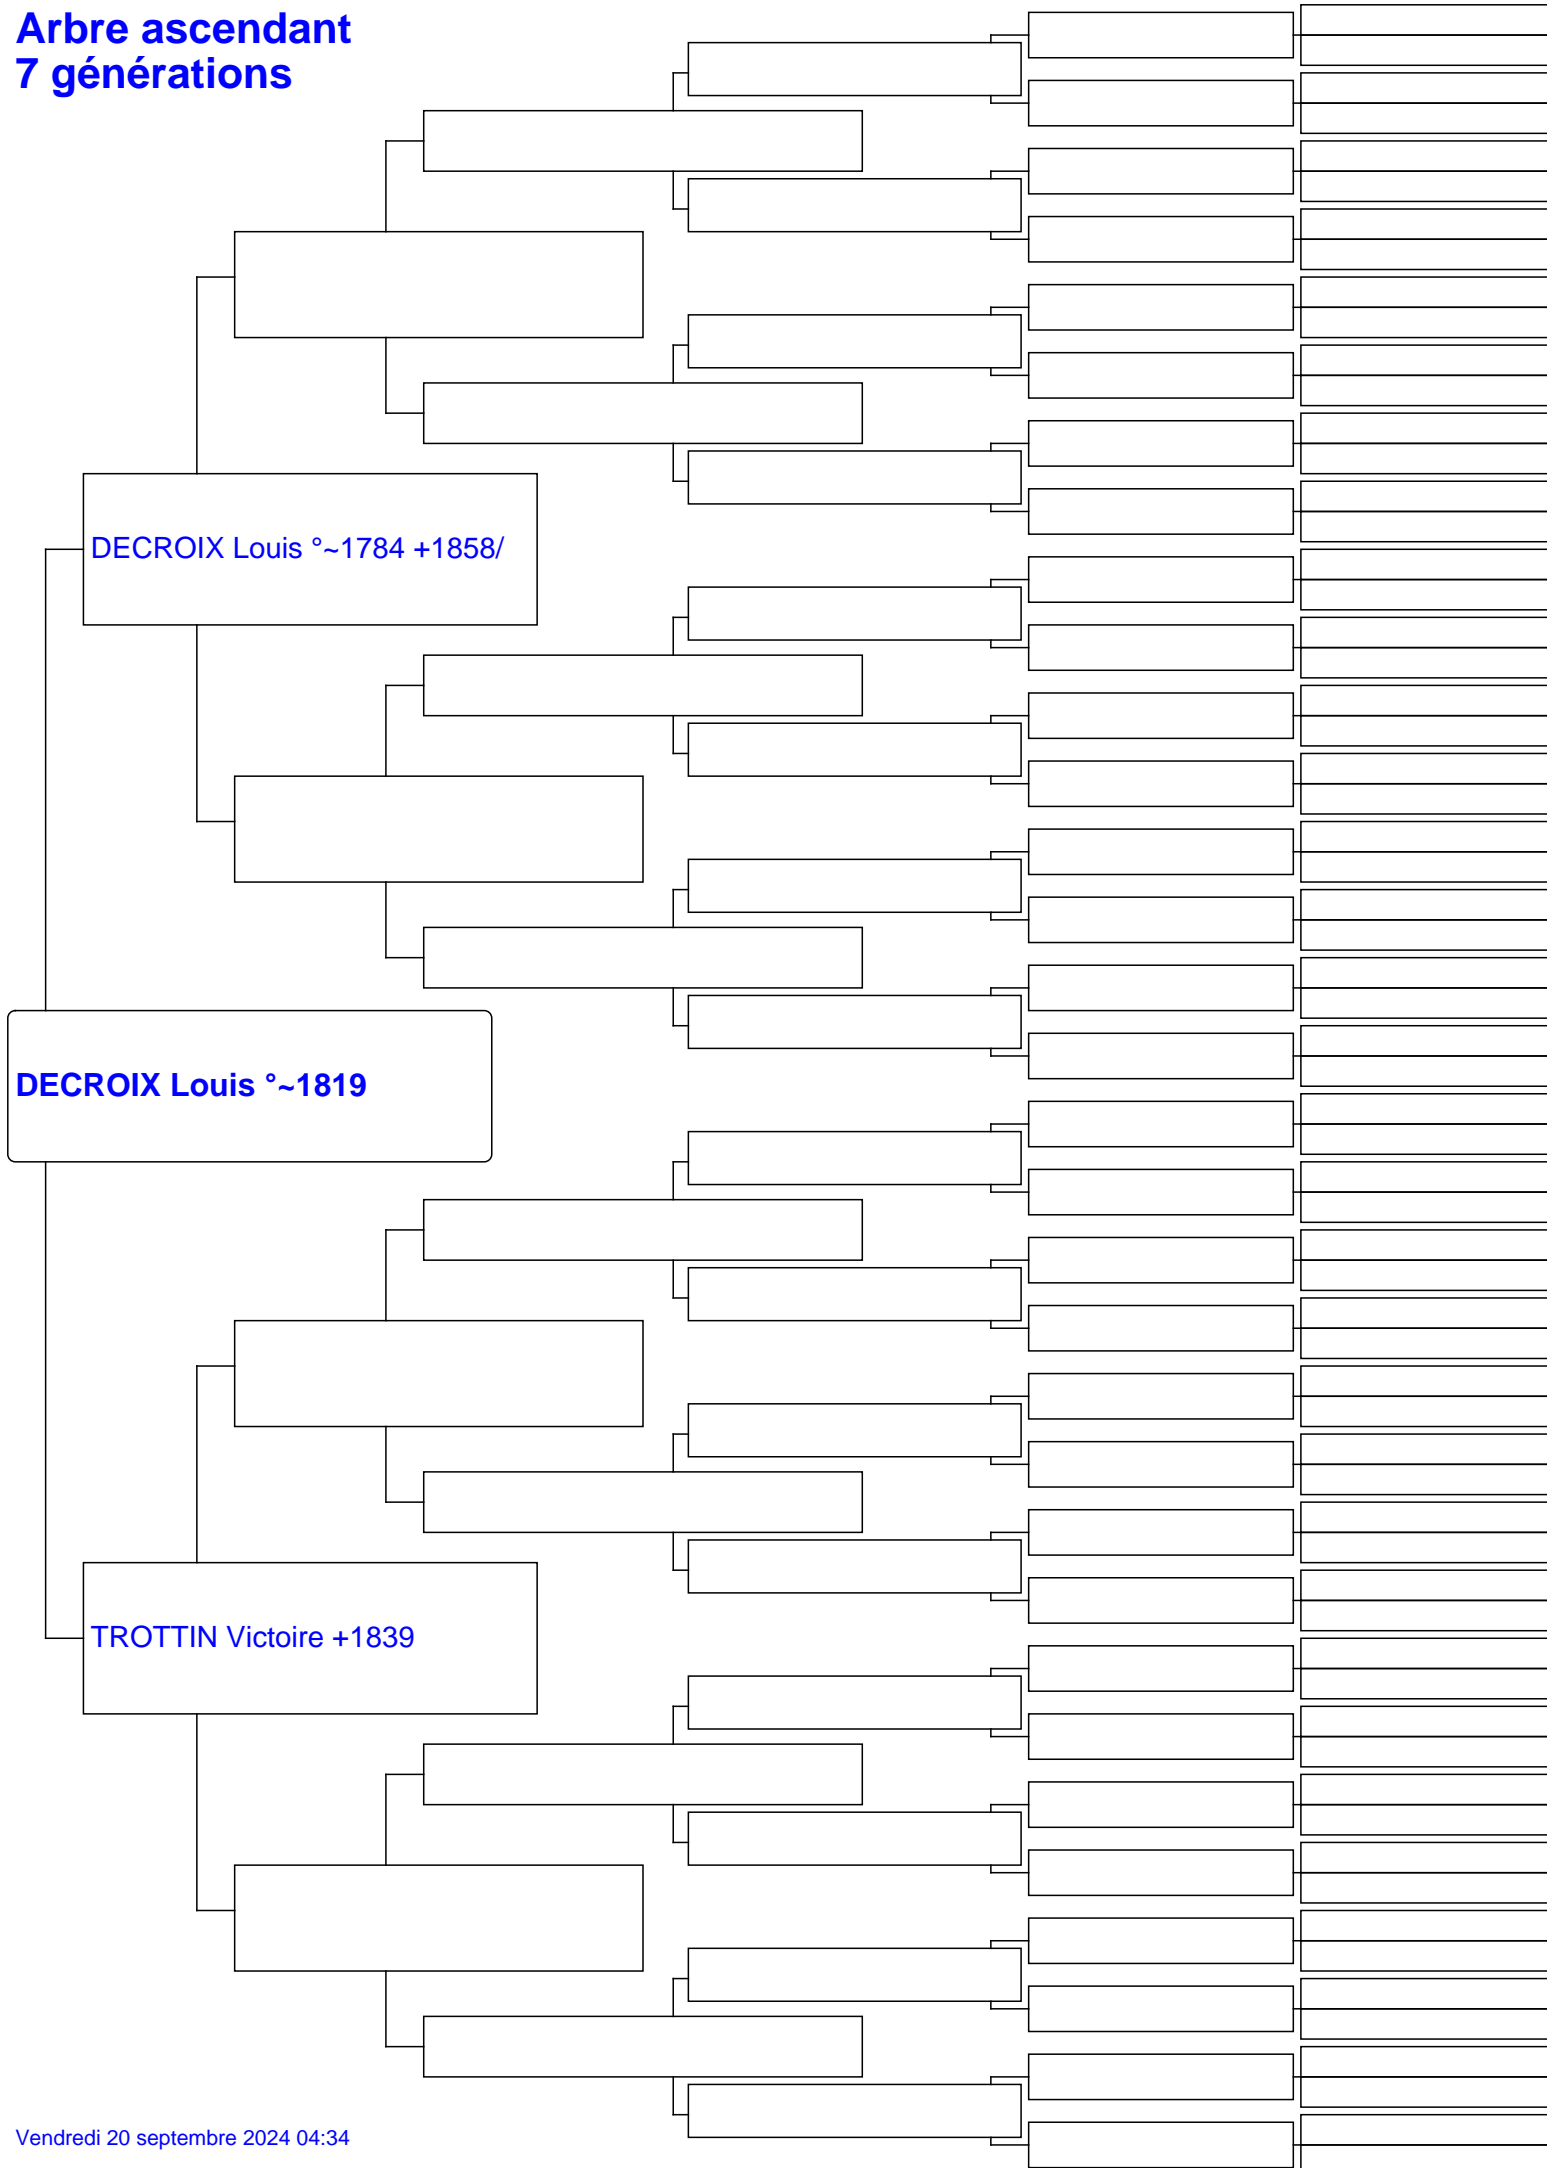 Arbre ascendant
7 générations
DECROIX Louis °~1784 +1858/
DECROIX Louis °~1819
TROTTIN Victoire +1839
Vendredi 20 septembre 2024 04:34